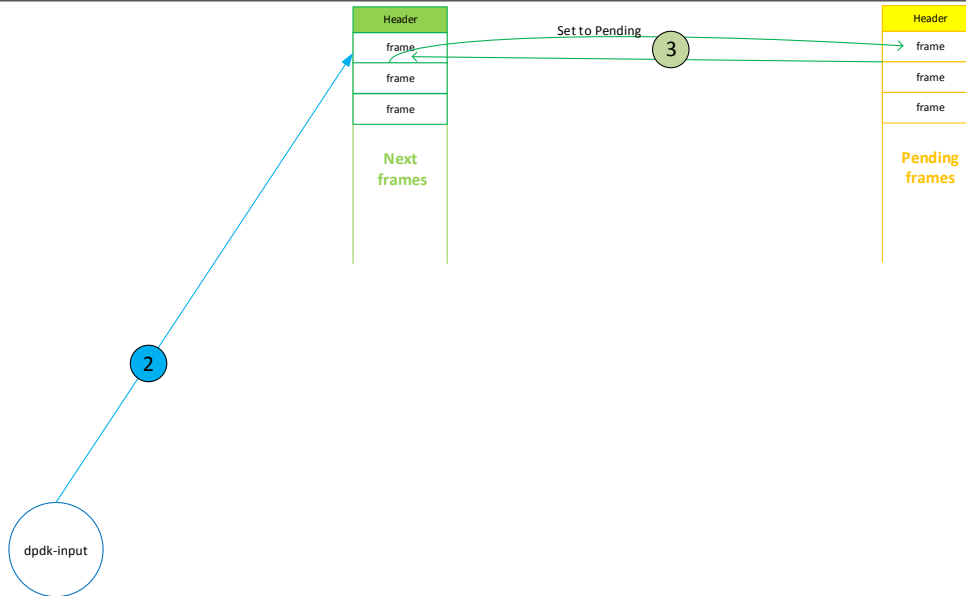 Header
frame
frame
frame
Next
frames
Set to Pending
3
Header
frame
frame
frame
Pending
frames
2
dpdk-input